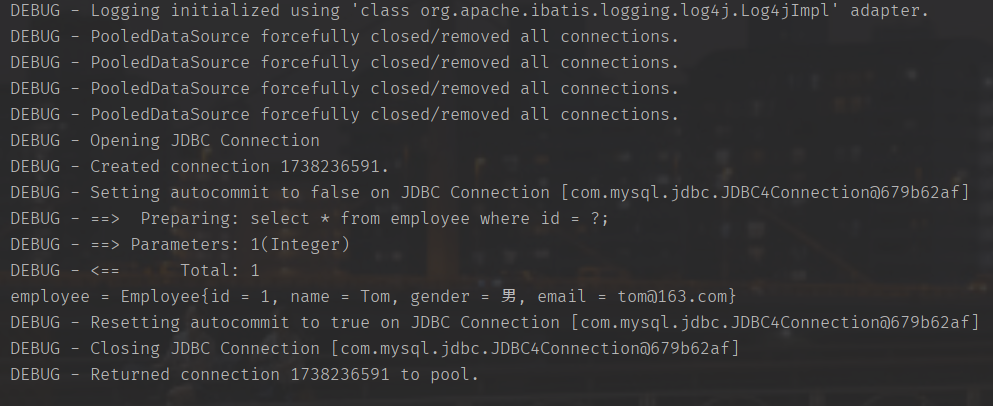 DEBUG - Logging initialized using 'class org.apache.ibatis.logging.log4j.Log4jImpl' adapter.
DEBUG - PooledDataSource forcefully closed/removed all connections.
DEBUG - PooledDataSource forcefully closed/removed all connections.
DEBUG - PooledDataSource forcefully closed/removed all connections.
DEBUG - PooledDataSource forcefully closed/removed all connections.
DEBUG - Opening JDBC Connection
DEBUG - Created connection 1738236591.
DEBUG - Setting autocommit to false on JDBC Connection [com.mysql.jdbc.JDBC4Connection@679b62af]
DEBUG - ==>  Preparing: select * from employee where id = ?;
DEBUG - ==> Parameters: 1(Integer)
DEBUG - <==      Total: 1
employee = Employee{id = 1, name = Tom, gender = 男, email = tom@163.com}
DEBUG - Resetting autocommit to true on JDBC Connection [com.mysql.jdbc.JDBC4Connection@679b62af]
DEBUG - Closing JDBC Connection [com.mysql.jdbc.JDBC4Connection@679b62af]
DEBUG - Returned connection 1738236591 to pool.